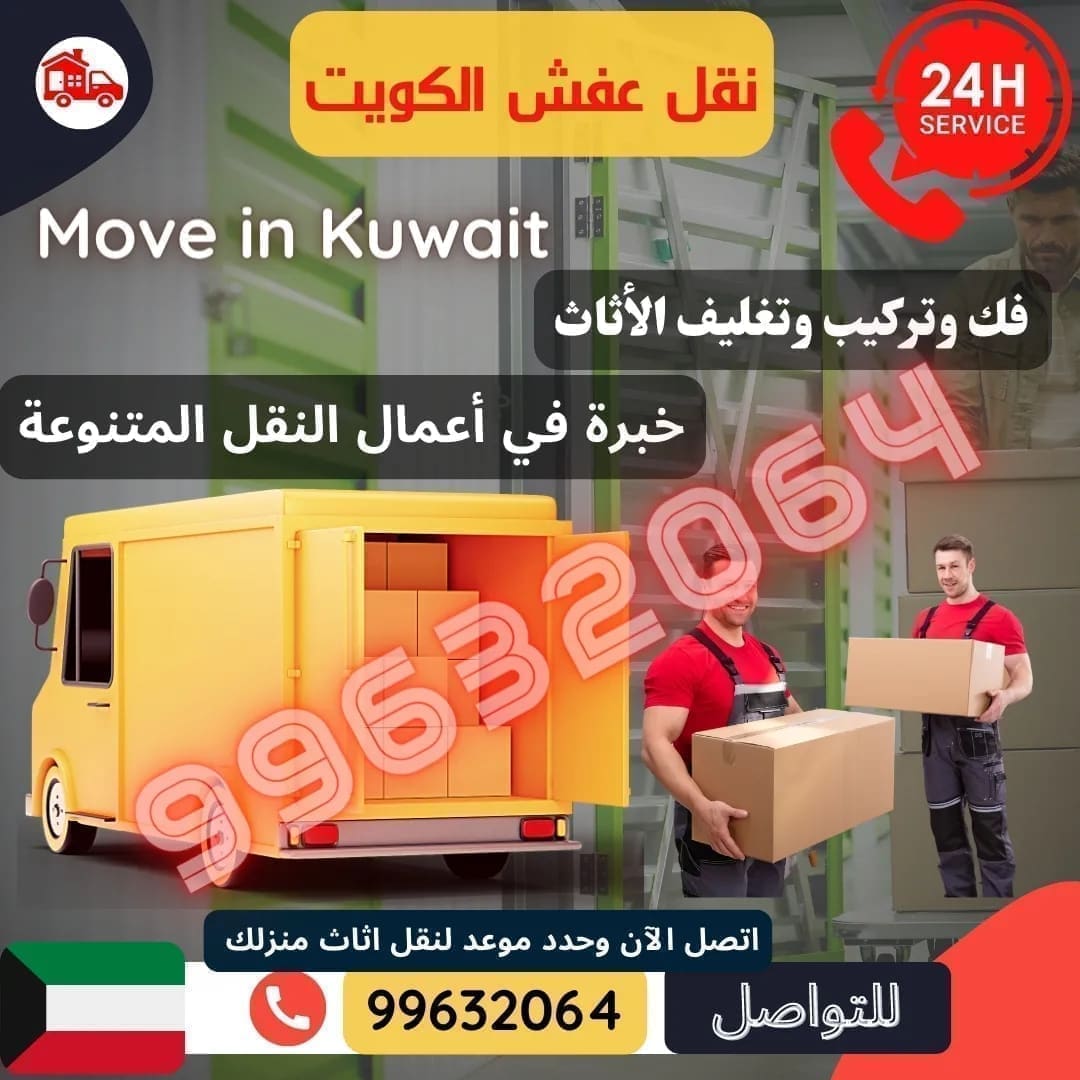 نقل عفش الكويت
24H
SERVICE
Move in Kuwait
فك وتركيب وتغليف الأثاث
خبرة في أعمال النقل المتنوعة
99632064
اتصل الآن وحدد موعد لنقل اثاث منزلك
للتواصل
99632064